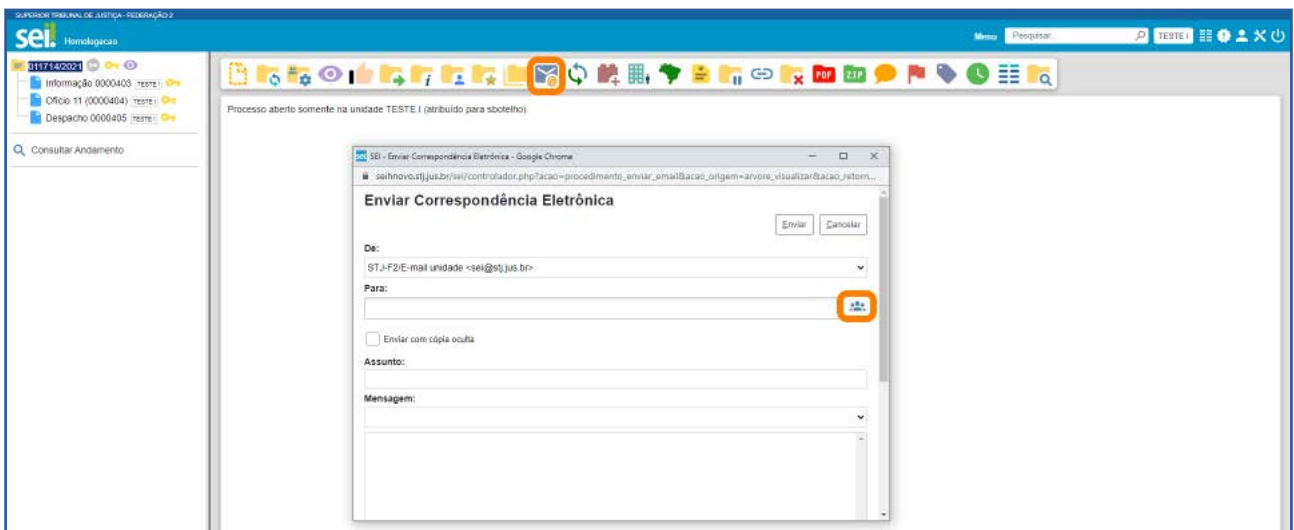 SUPERIOR TRIBUNAL DE JUSTIÇA - FEDERAÇÃO 2
sei. Homologacao
Menu Pesquisar... TESTE I
011714/2021
Informação 0000403 TESTE I
Ofício 11 (0000404) TESTE I
Despacho 0000405 TESTE I
Consultar Andamento
PDF ZIP
Processo aberto somente na unidade TESTE I (atribuído para sbotelho).
sei SEI - Enviar Correspondência Eletrônica - Google Chrome
seihnovo.stj.jus.br/sei/controlador.php?acao=procedimento_enviar_email&acao_origem=arvore_visualizar&acao_retorn...
Enviar Correspondência Eletrônica
Enviar Cancelar
De:
STJ-F2/E-mail unidade <sei@stj.jus.br>
Para:
Enviar com cópia oculta
Assunto:
Mensagem: